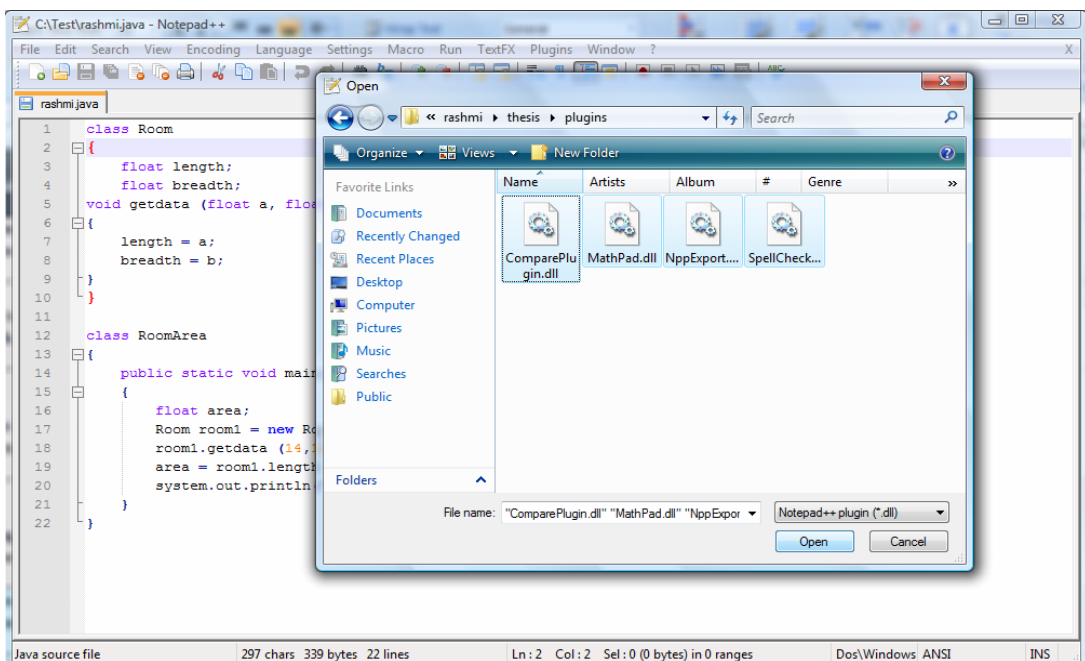 C:\Test\rashmi.java - Notepad++
File Edit Search View Encoding Language Settings Macro Run TextFX Plugins Window ? X
rashmi.java
1 class Room
2 {
3 float length;
4 float breadth;
5 void getdata (float a, floa
6 {
7 length = a;
8 breadth = b;
9 }
10 }
11
12 class RoomArea
13 {
14 public static void main
15 {
16 float area;
17 Room room1 = new Ro
18 room1.getdata (14,
19 area = room1.length
20 system.out.println
21 }
22 }
Open
« rashmi thesis plugins
Search
Organize Views New Folder
Favorite Links
Documents
Recently Changed
Recent Places
Desktop
Computer
Pictures
Music
Searches
Public
Folders
Name Artists Album # Genre »
ComparePlu
gin.dll
MathPad.dll
NppExport....
SpellCheck...
File name: "ComparePlugin.dll" "MathPad.dll" "NppExpor
Notepad++ plugin (*.dll)
Open Cancel
Java source file 297 chars 339 bytes 22 lines Ln : 2 Col : 2 Sel : 0 (0 bytes) in 0 ranges Dos\Windows ANSI INS